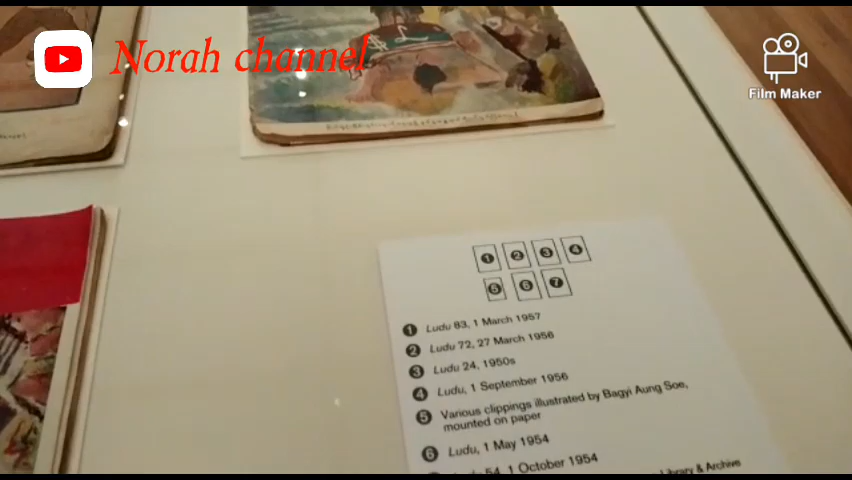 Norah channel
Film Maker
1 2 3 4
5 6 7
1 Ludu 83, 1 March 1957
2 Ludu 72, 27 March 1956
3 Ludu 24, 1950s
4 Ludu, 1 September 1956
5 Various clippings illustrated by Bagyi Aung Soe,
mounted on paper
6 Ludu, 1 May 1954
54, 1 October 1954
Library & Archive